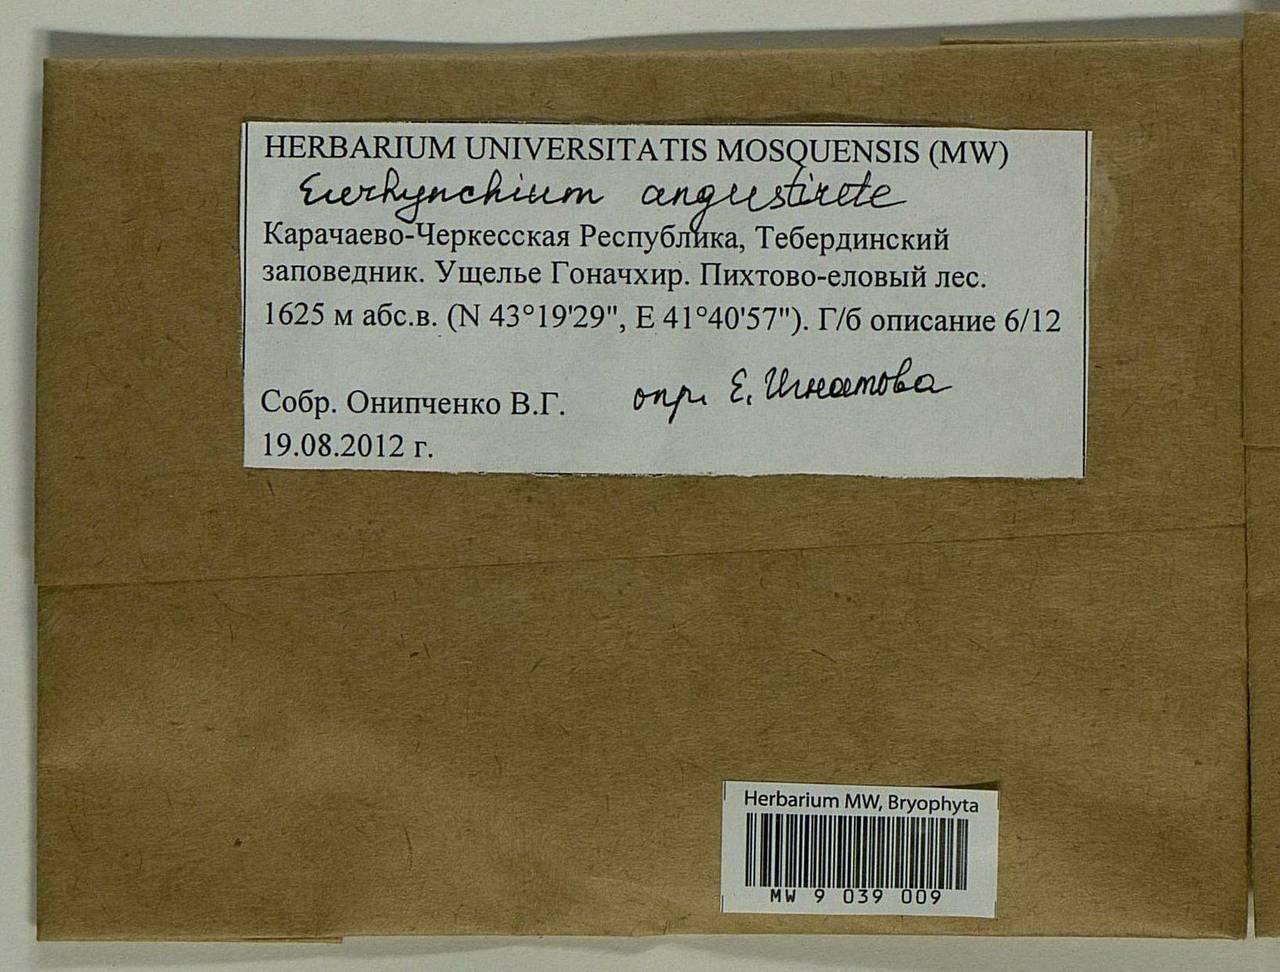 HERBARIUM UNIVERSITATIS MOSQUENSIS (MW)
Eurhynchium angustirete
Карачаево-Черкесская Республика, Тебердинский
заповедник. Ущелье Гоначхир. Пихтово-еловый лес.
1625 м абс.в. (N 43°19'29", E 41°40'57"). Г/б описание 6/12
Собр. Онипченко В.Г. опр. Е. Игнатова
19.08.2012 г.
Herbarium MW, Bryophyta
MW 9 039 009